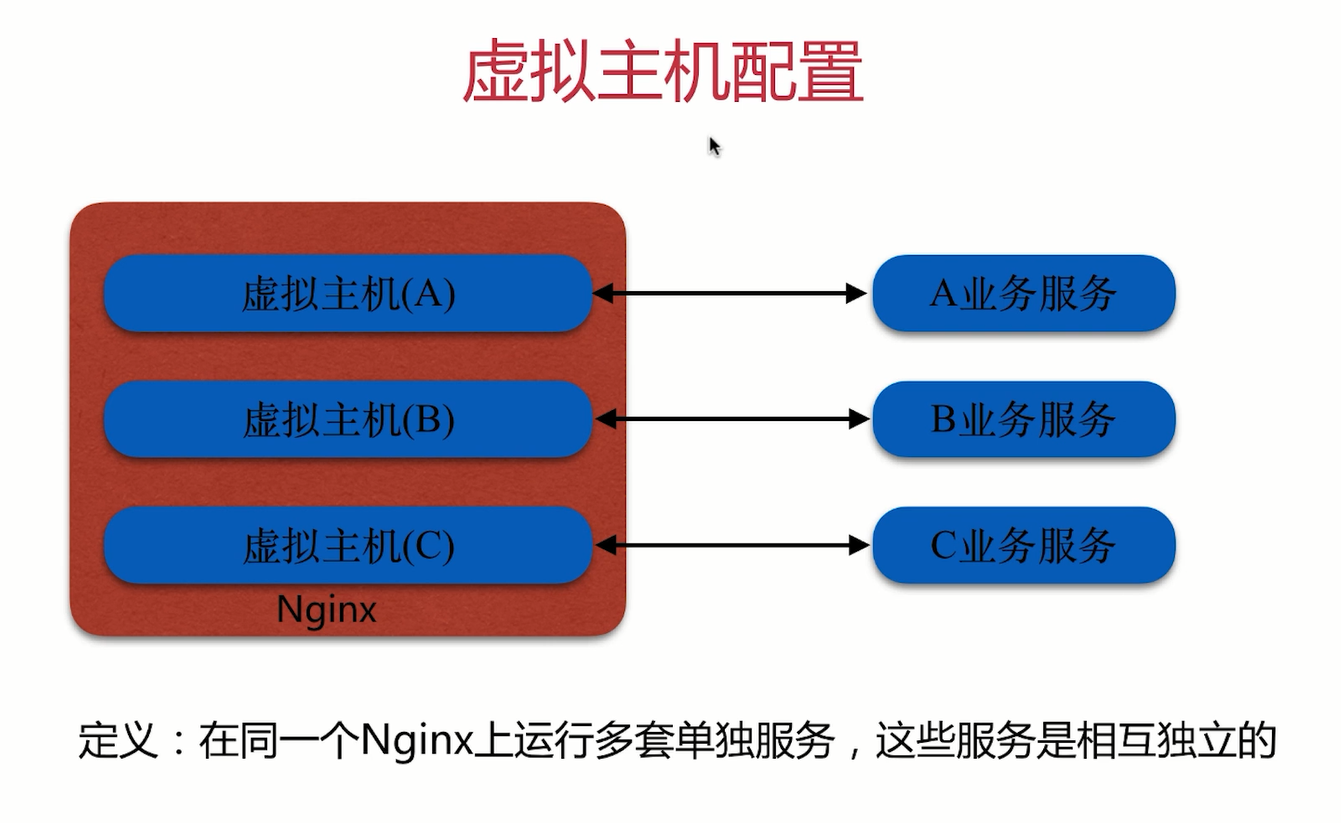 虚拟主机配置
虚拟主机(A)
A业务服务
虚拟主机(B)
B业务服务
虚拟主机(C)
C业务服务
Nginx
定义：在同一个Nginx上运行多套单独服务，这些服务是相互独立的